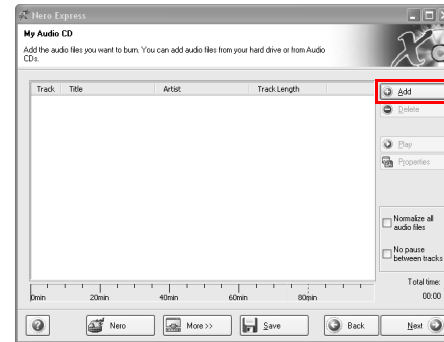 Nero Express
My Audio CD
Add the audio files you want to burn. You can add audio files from your hard drive or from Audio
CDs.
Track Title Artist Track Length
Add
Delete
Play
Properties
Normalize all
audio files
No pause
between tracks
Total time:
00:00
0min 20min 40min 60min 80min
Nero More >> Save Back Next